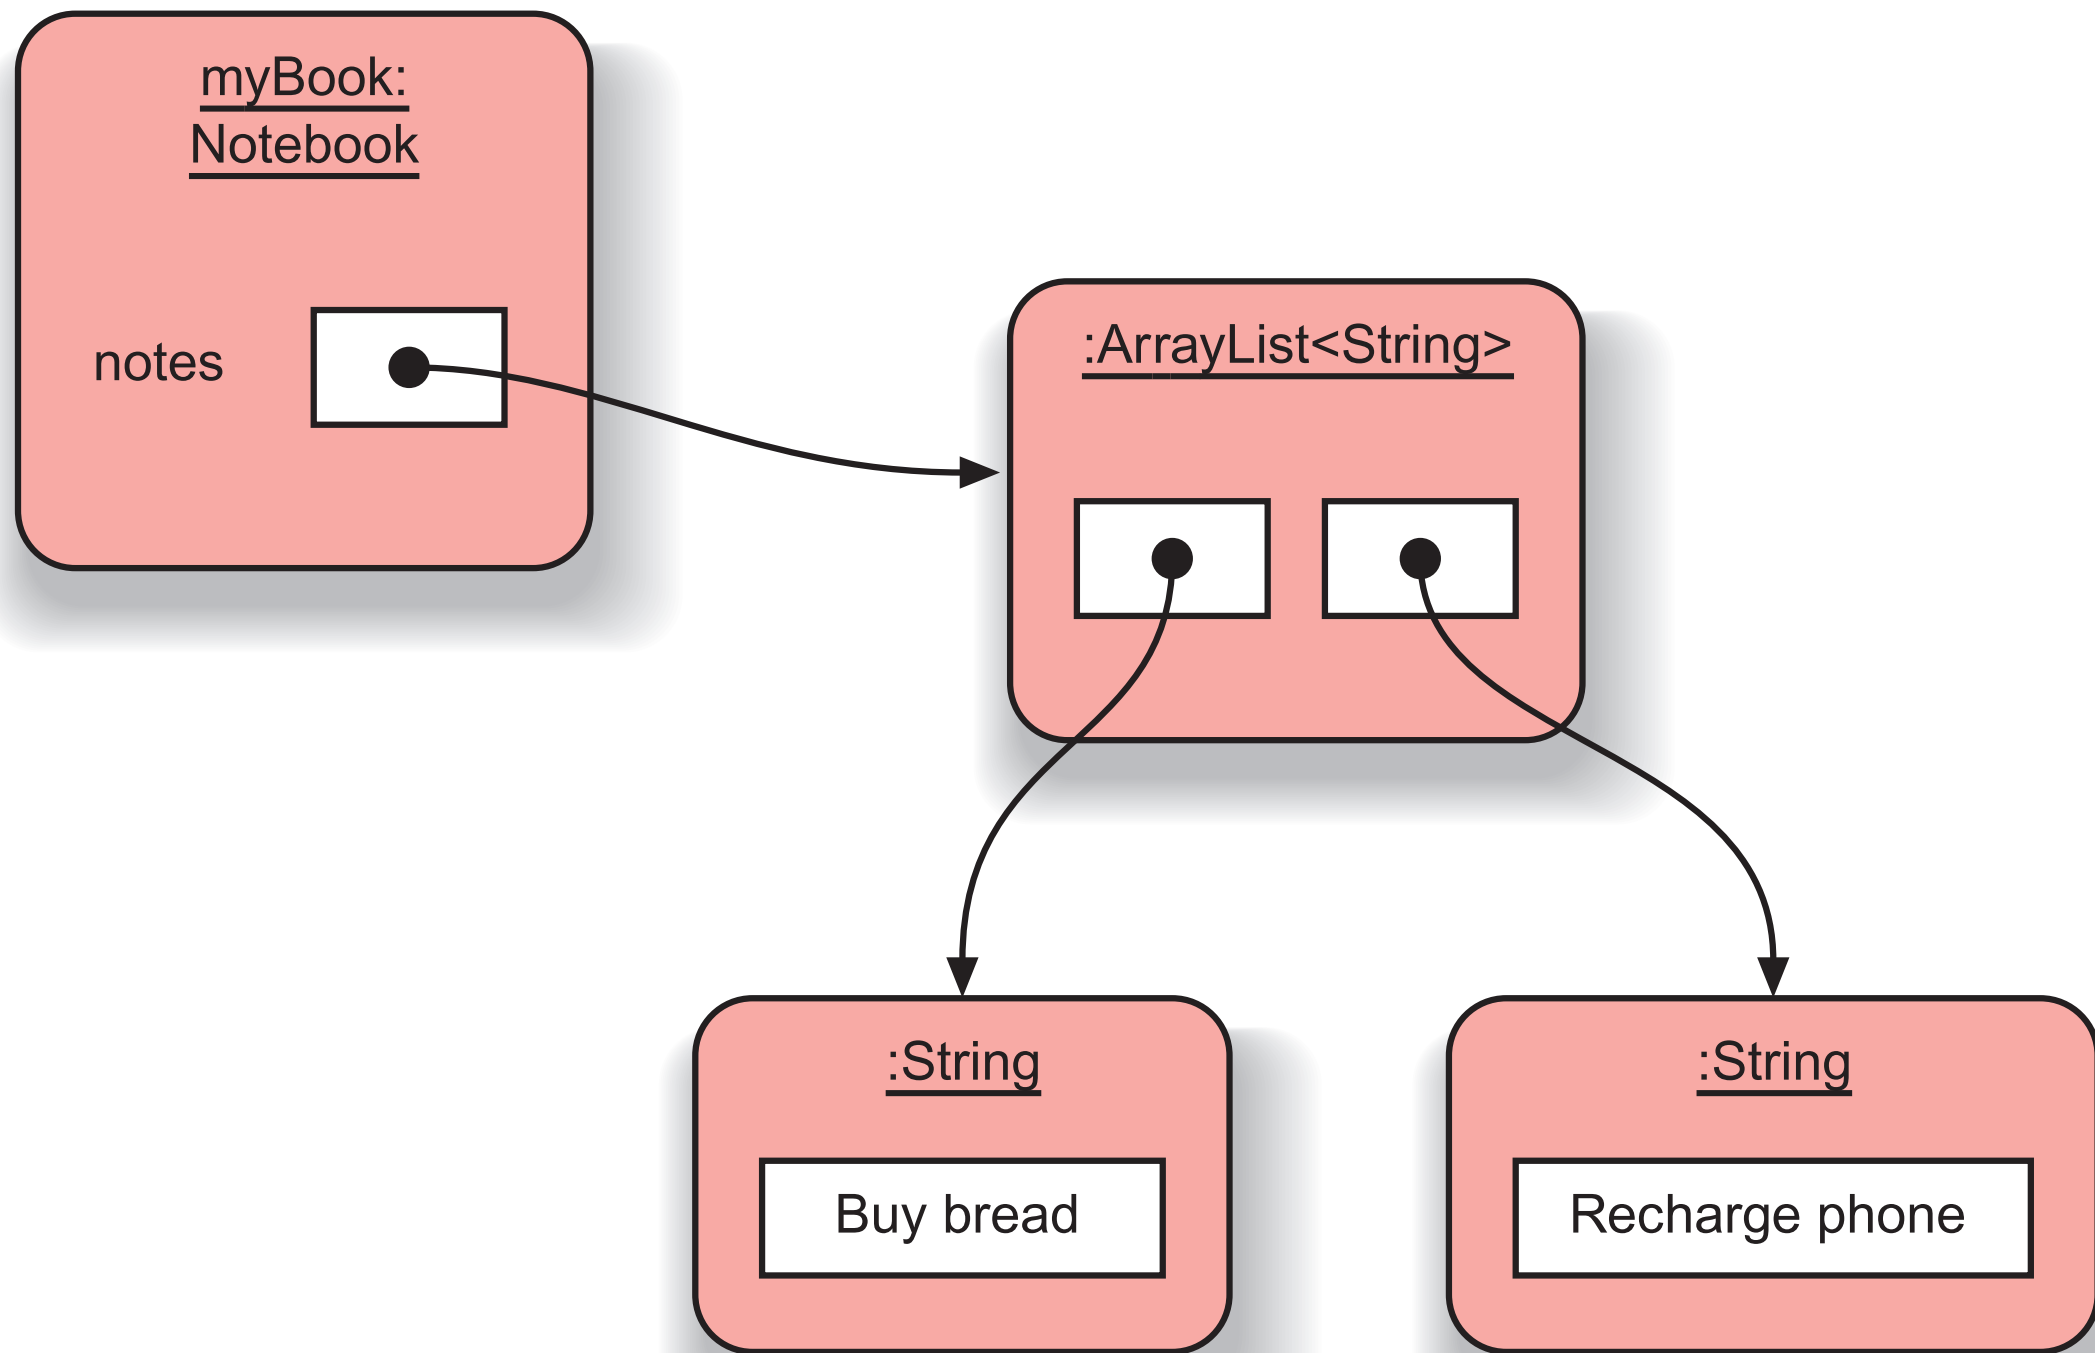 myBook:
Notebook
notes
:ArrayList<String>
:String
Buy bread
:String
Recharge phone